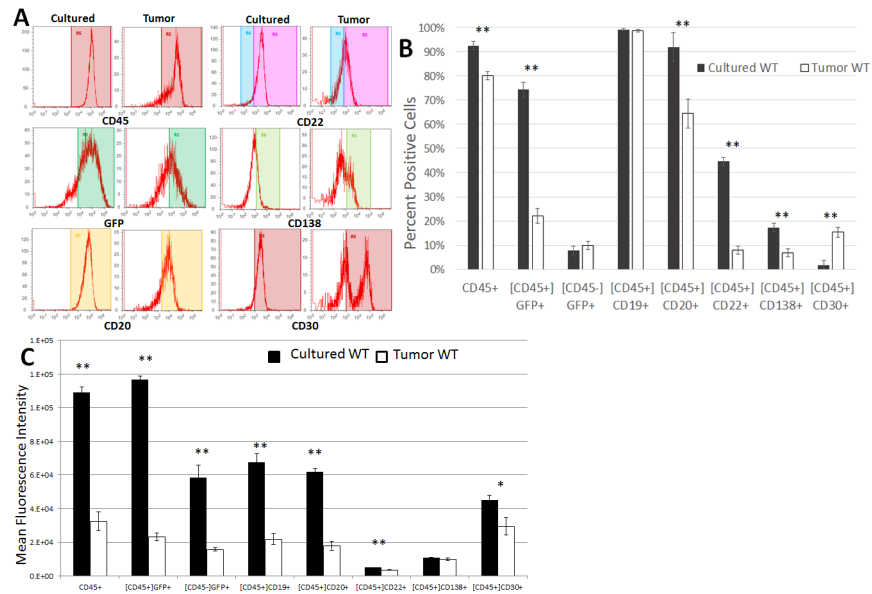 A
Cultured Tumor Cultured Tumor
CD45 CD22
GFP CD138
CD20 CD30
B
Cultured WT Tumor WT
Percent Positive Cells
100%
90%
80%
70%
60%
50%
40%
30%
20%
10%
0%
** ** ** ** ** **
CD45+ [CD45+] [CD45-] [CD45+] [CD45+] [CD45+] [CD45+] [CD45+]
GFP+ GFP+ CD19+ CD20+ CD22+ CD138+ CD30+
C
Cultured WT Tumor WT
Mean Fluorescence Intensity
1.E+05
1.E+05
1.E+05
8.E+04
6.E+04
4.E+04
2.E+04
0.E+00
** ** ** ** ** ** *
CD45+ [CD45+]GFP+ [CD45-]GFP+ [CD45+]CD19+ [CD45+]CD20+ [CD45+]CD22+ [CD45+]CD138+ [CD45+]CD30+